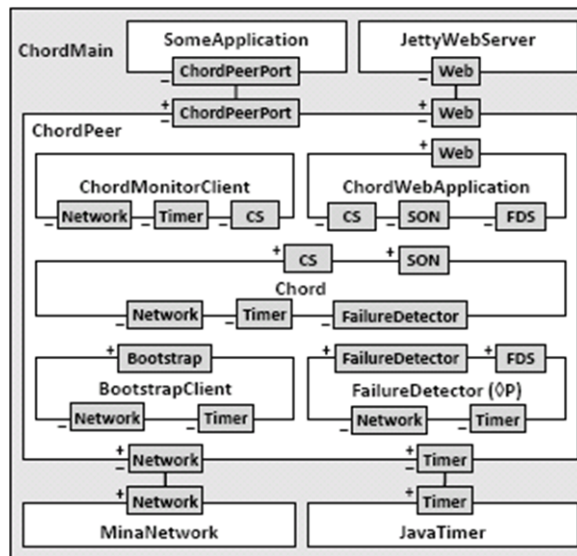 SomeApplication JettyWebServer
ChordMain
− ChordPeerPort − Web
+ − ChordPeerPort + − Web
ChordPeer
+ Web
ChordMonitorClient ChordWebApplication
− Network − Timer − CS − CS − SON − FDS
+ CS + SON
Chord
− Network − Timer − FailureDetector
+ Bootstrap + FailureDetector + FDS
BootstrapClient FailureDetector (◊P)
− Network − Timer − Network − Timer
+ − Network + − Timer
+ Network + Timer
MinaNetwork JavaTimer